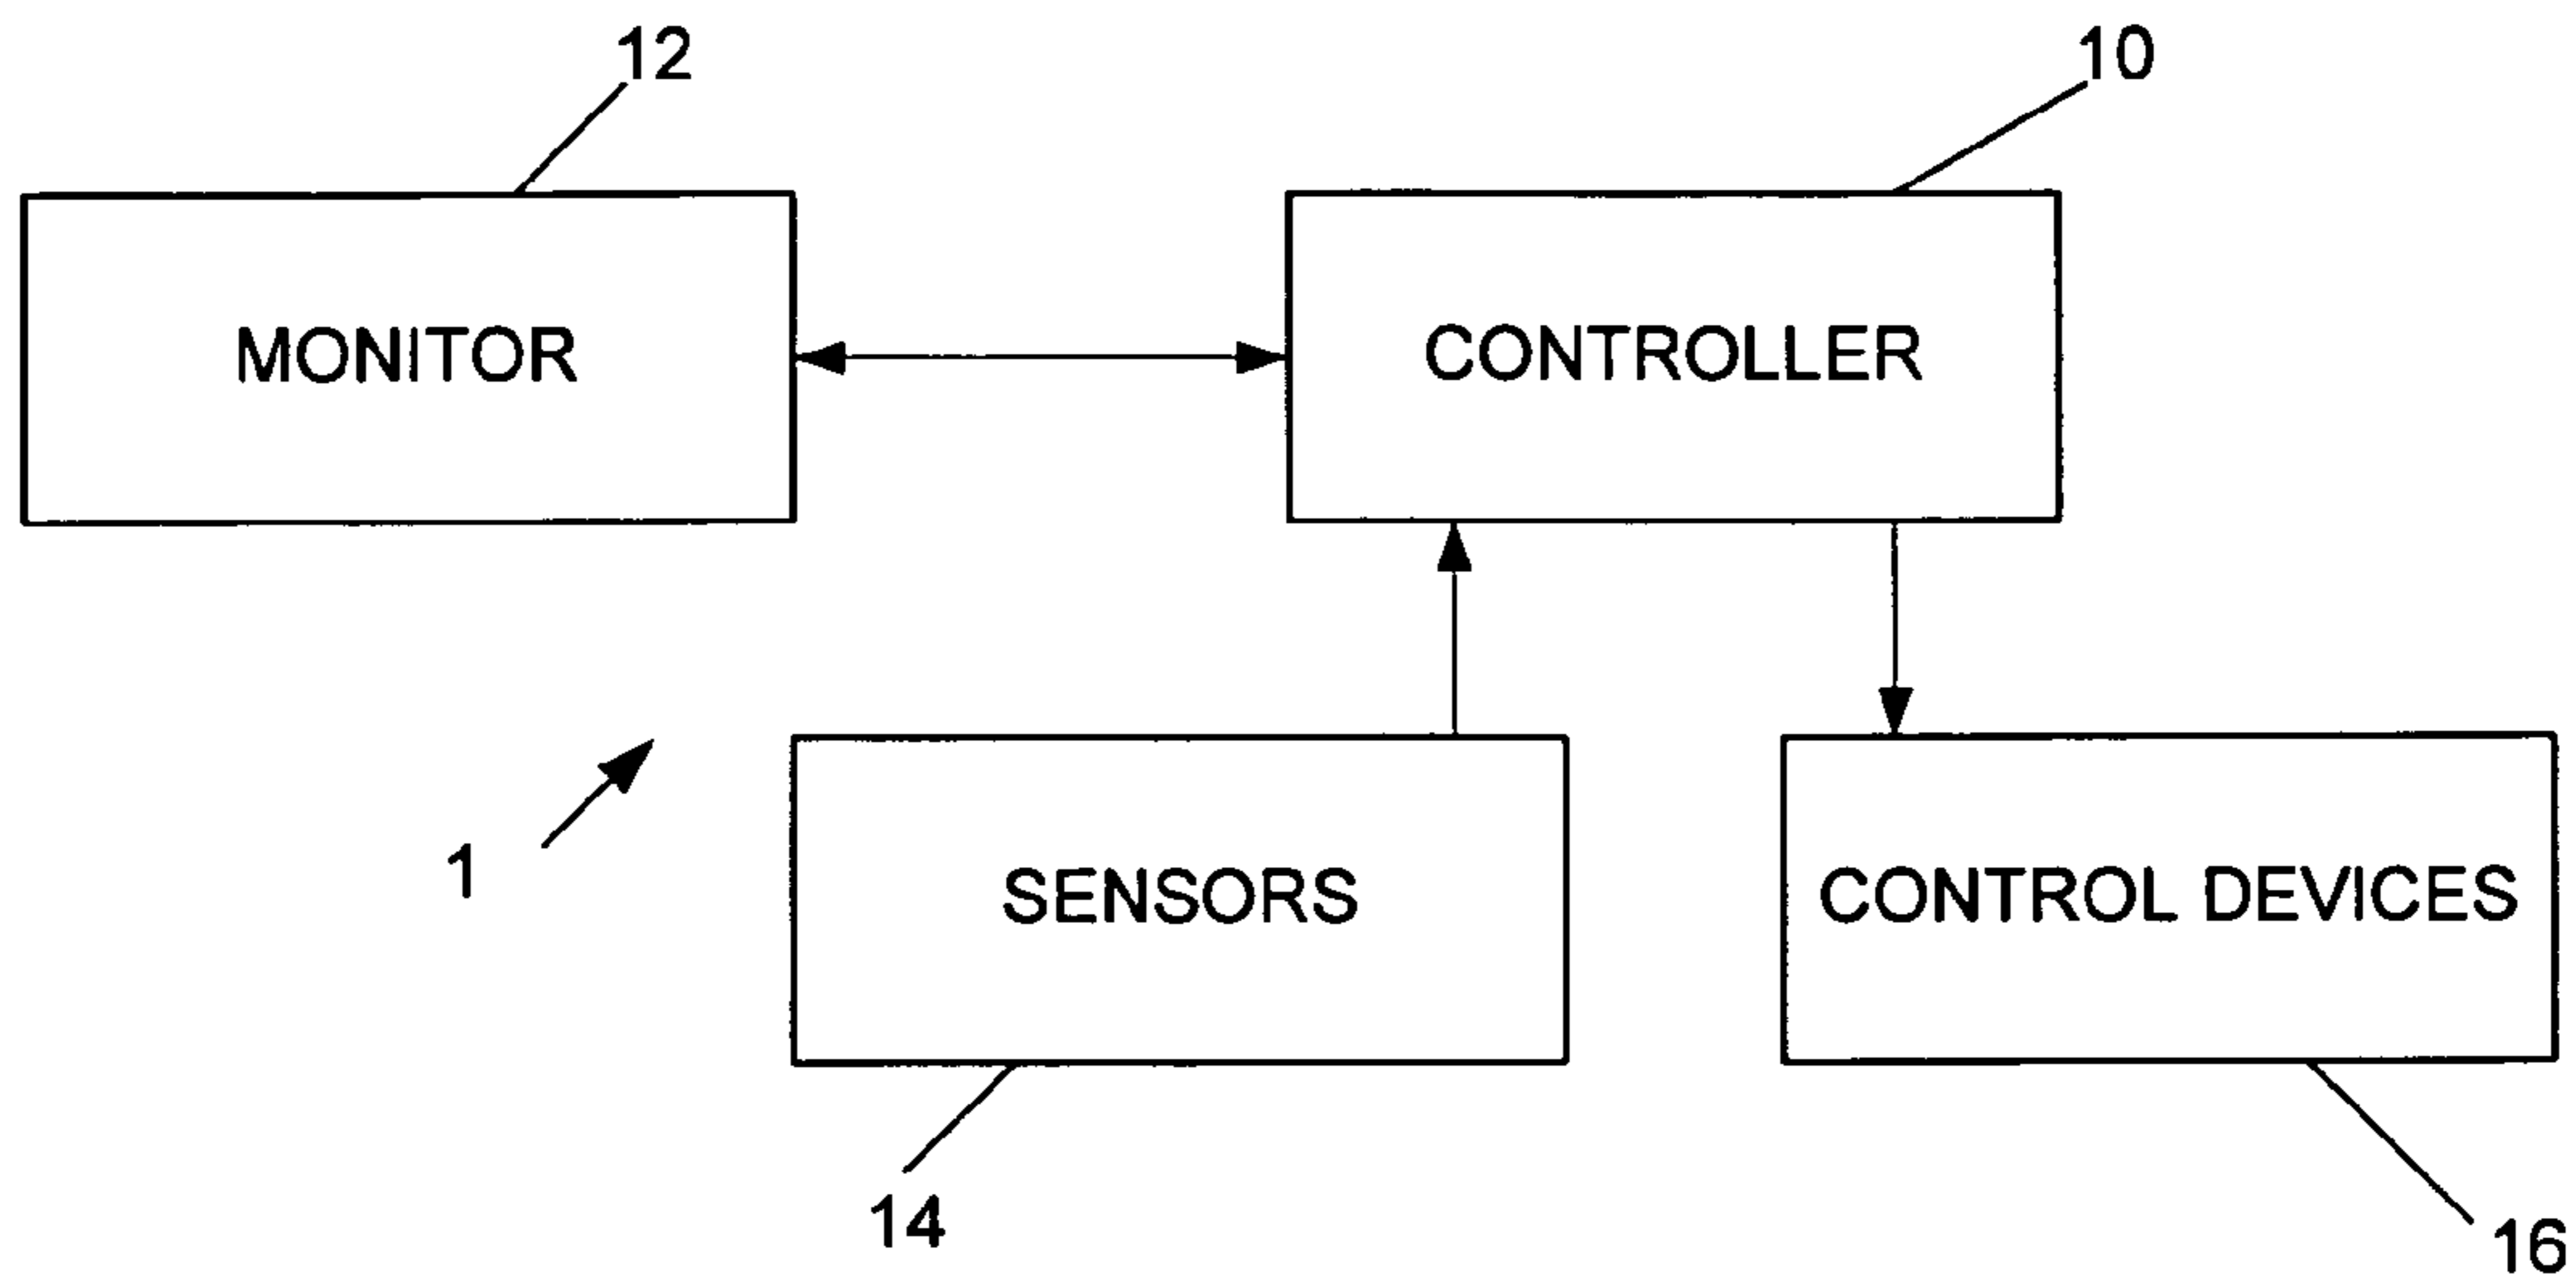 12
10
MONITOR
CONTROLLER
1
SENSORS
CONTROL DEVICES
14
16